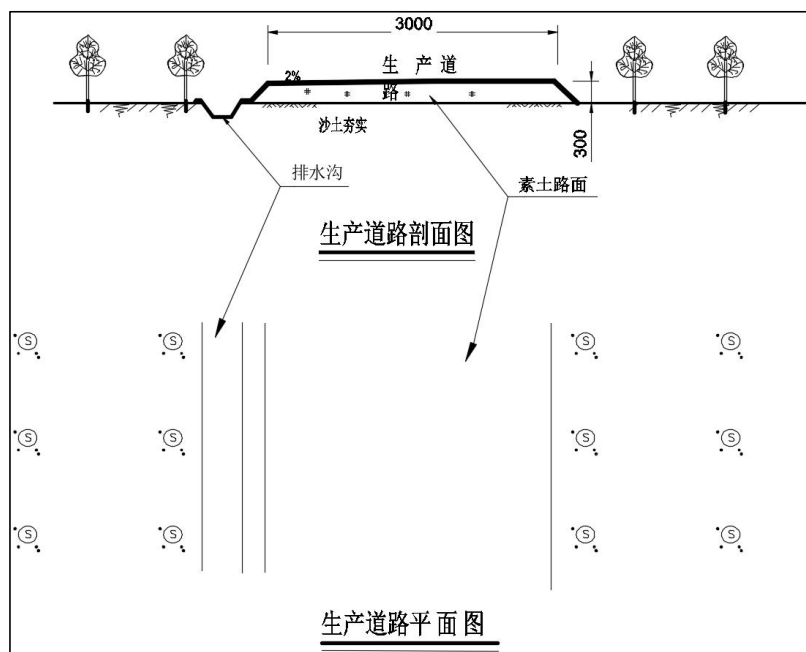 3000
生 产 道
2%
路
沙土夯实
300
排水沟
素土路面
生产道路剖面图
S S S S
S S S S
S S S S
生产道路平面图